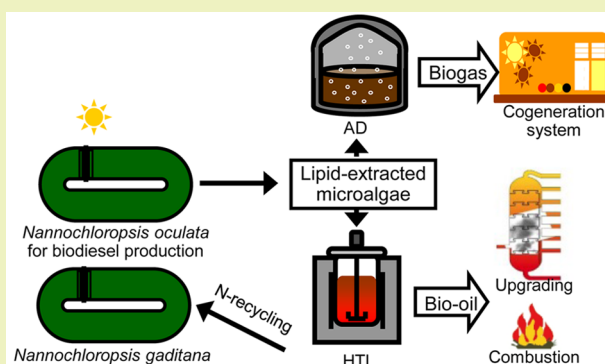 AD
Biogas
Cogeneration
system
Nannochloropsis oculata
for biodiesel production
Lipid-extracted
microalgae
N-recycling
Nannochloropsis gaditana
HTL
Bio-oil
Upgrading
Combustion